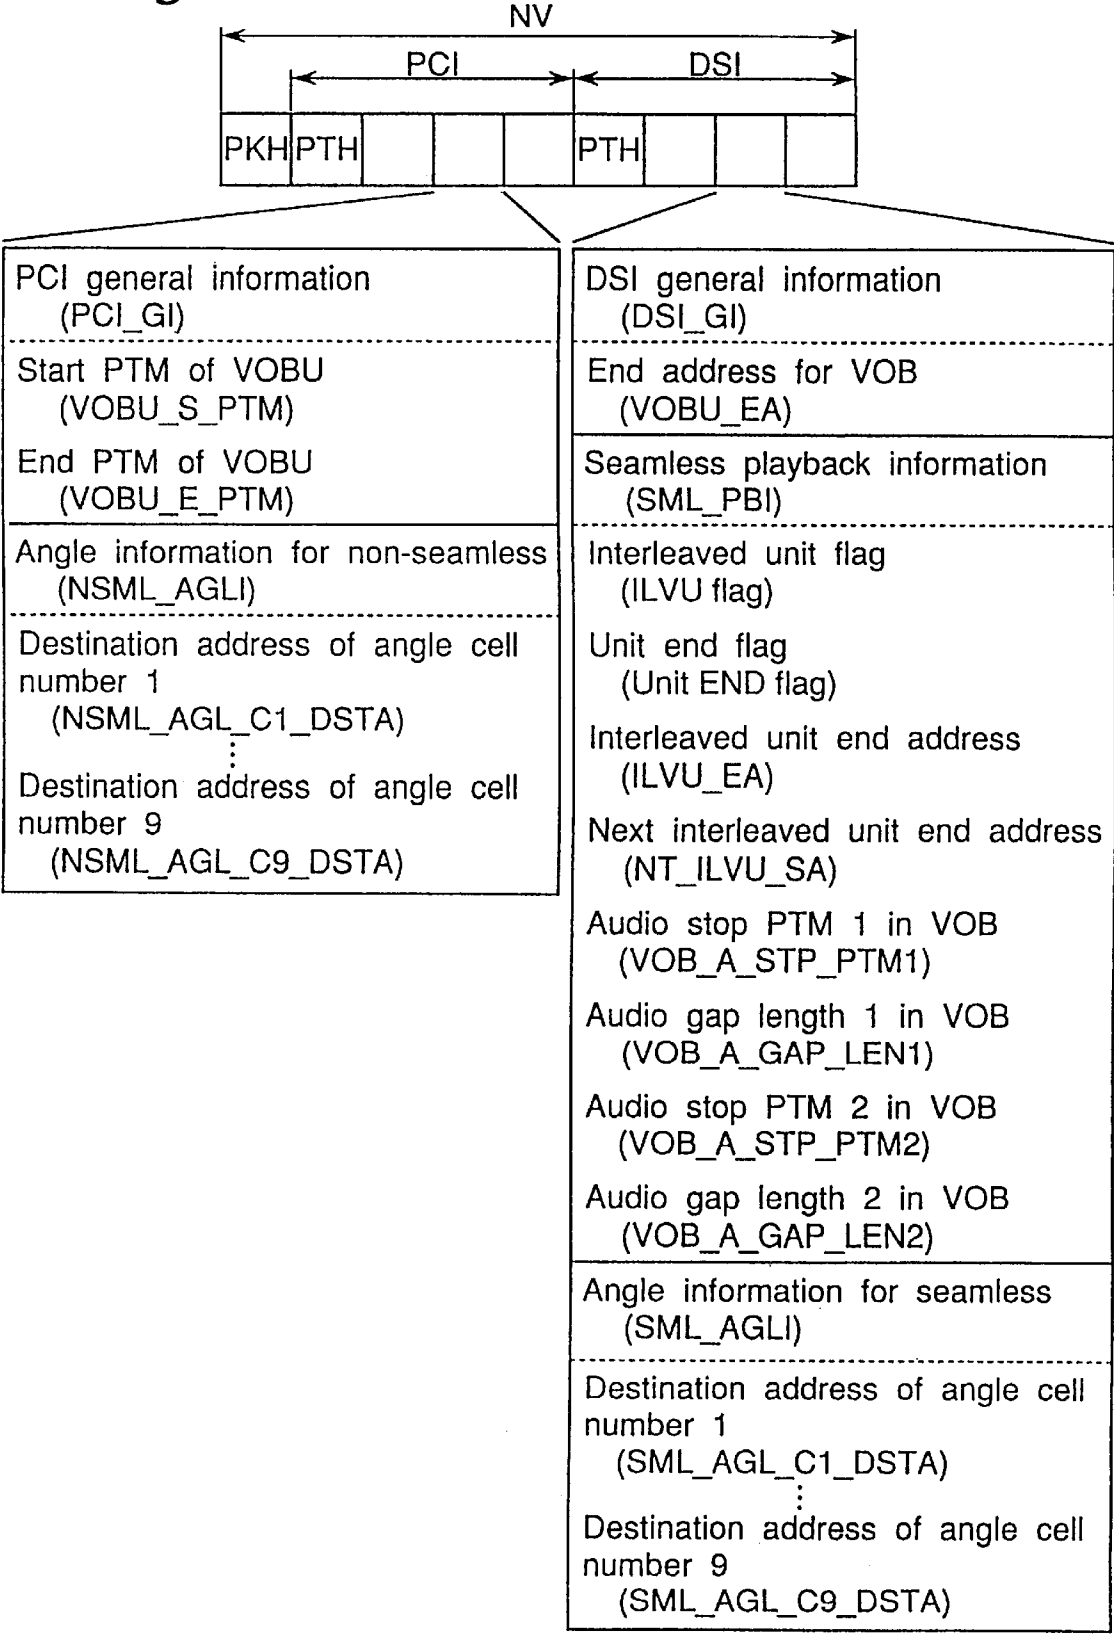 NV
PCI DSI
PKH PTH PTH
PCI general information
(PCI_GI)
Start PTM of VOBU
(VOBU_S_PTM)
End PTM of VOBU
(VOBU_E_PTM)
Angle information for non-seamless
(NSML_AGLI)
Destination address of angle cell
number 1
(NSML_AGL_C1_DSTA)
⋮
Destination address of angle cell
number 9
(NSML_AGL_C9_DSTA)
DSI general information
(DSI_GI)
End address for VOB
(VOBU_EA)
Seamless playback information
(SML_PBI)
Interleaved unit flag
(ILVU flag)
Unit end flag
(Unit END flag)
Interleaved unit end address
(ILVU_EA)
Next interleaved unit end address
(NT_ILVU_SA)
Audio stop PTM 1 in VOB
(VOB_A_STP_PTM1)
Audio gap length 1 in VOB
(VOB_A_GAP_LEN1)
Audio stop PTM 2 in VOB
(VOB_A_STP_PTM2)
Audio gap length 2 in VOB
(VOB_A_GAP_LEN2)
Angle information for seamless
(SML_AGLI)
Destination address of angle cell
number 1
(SML_AGL_C1_DSTA)
⋮
Destination address of angle cell
number 9
(SML_AGL_C9_DSTA)